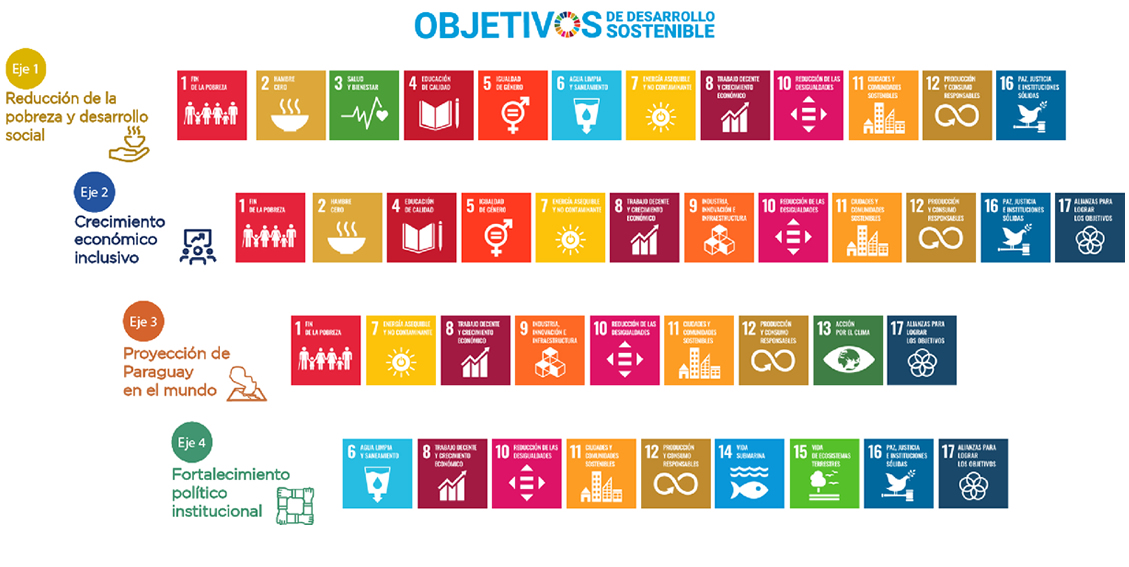 OBJETIVOS DE DESARROLLO
SOSTENIBLE
Eje 1
Reducción de la
pobreza y desarrollo
social
1 FIN
DE LA POBREZA
2 HAMBRE
CERO
3 SALUD
Y BIENESTAR
4 EDUCACIÓN
DE CALIDAD
5 IGUALDAD
DE GÉNERO
6 AGUA LIMPIA
Y SANEAMIENTO
7 ENERGÍA ASEQUIBLE
Y NO CONTAMINANTE
8 TRABAJO DECENTE
Y CRECIMIENTO
ECONÓMICO
10 REDUCCIÓN DE LAS
DESIGUALDADES
11 CIUDADES Y
COMUNIDADES
SOSTENIBLES
12 PRODUCCIÓN
Y CONSUMO
RESPONSABLES
16 PAZ, JUSTICIA
E INSTITUCIONES
SÓLIDAS
Eje 2
Crecimiento
económico
inclusivo
1 FIN
DE LA POBREZA
2 HAMBRE
CERO
4 EDUCACIÓN
DE CALIDAD
5 IGUALDAD
DE GÉNERO
7 ENERGÍA ASEQUIBLE
Y NO CONTAMINANTE
8 TRABAJO DECENTE
Y CRECIMIENTO
ECONÓMICO
9 INDUSTRIA,
INNOVACIÓN E
INFRAESTRUCTURA
10 REDUCCIÓN DE LAS
DESIGUALDADES
11 CIUDADES Y
COMUNIDADES
SOSTENIBLES
12 PRODUCCIÓN
Y CONSUMO
RESPONSABLES
16 PAZ, JUSTICIA
E INSTITUCIONES
SÓLIDAS
17 ALIANZAS PARA
LOGRAR
LOS OBJETIVOS
Eje 3
Proyección de
Paraguay
en el mundo
1 FIN
DE LA POBREZA
7 ENERGÍA ASEQUIBLE
Y NO CONTAMINANTE
8 TRABAJO DECENTE
Y CRECIMIENTO
ECONÓMICO
9 INDUSTRIA,
INNOVACIÓN E
INFRAESTRUCTURA
10 REDUCCIÓN DE LAS
DESIGUALDADES
11 CIUDADES Y
COMUNIDADES
SOSTENIBLES
12 PRODUCCIÓN
Y CONSUMO
RESPONSABLES
13 ACCIÓN
POR EL CLIMA
17 ALIANZAS PARA
LOGRAR
LOS OBJETIVOS
Eje 4
Fortalecimiento
político
institucional
6 AGUA LIMPIA
Y SANEAMIENTO
8 TRABAJO DECENTE
Y CRECIMIENTO
ECONÓMICO
10 REDUCCIÓN DE LAS
DESIGUALDADES
11 CIUDADES Y
COMUNIDADES
SOSTENIBLES
12 PRODUCCIÓN
Y CONSUMO
RESPONSABLES
14 VIDA
SUBMARINA
15 VIDA
DE ECOSISTEMAS
TERRESTRES
16 PAZ, JUSTICIA
E INSTITUCIONES
SÓLIDAS
17 ALIANZAS PARA
LOGRAR
LOS OBJETIVOS